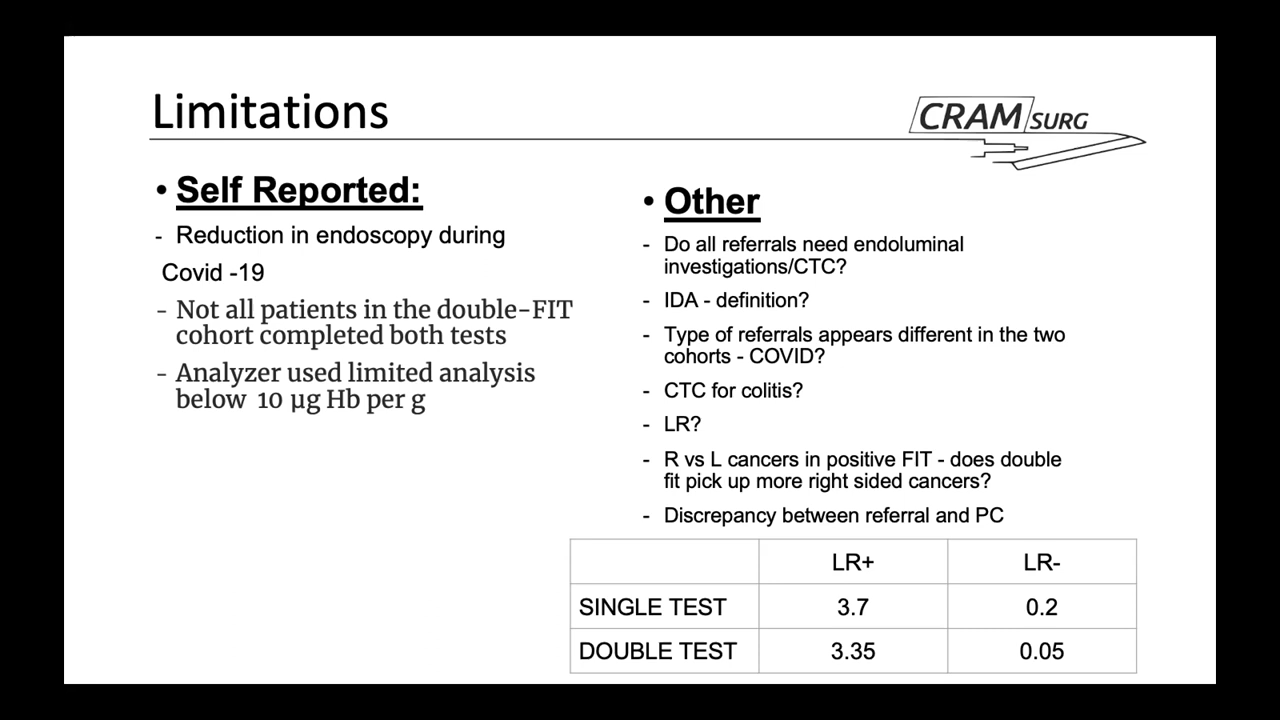 Limitations
CRAM SURG
• Self Reported:
- Reduction in endoscopy during
Covid -19
- Not all patients in the double-FIT
cohort completed both tests
- Analyzer used limited analysis
below 10 µg Hb per g
• Other
- Do all referrals need endoluminal
investigations/CTC?
- IDA - definition?
- Type of referrals appears different in the two
cohorts - COVID?
- CTC for colitis?
- LR?
- R vs L cancers in positive FIT - does double
fit pick up more right sided cancers?
- Discrepancy between referral and PC
LR+ LR-
SINGLE TEST 3.7 0.2
DOUBLE TEST 3.35 0.05